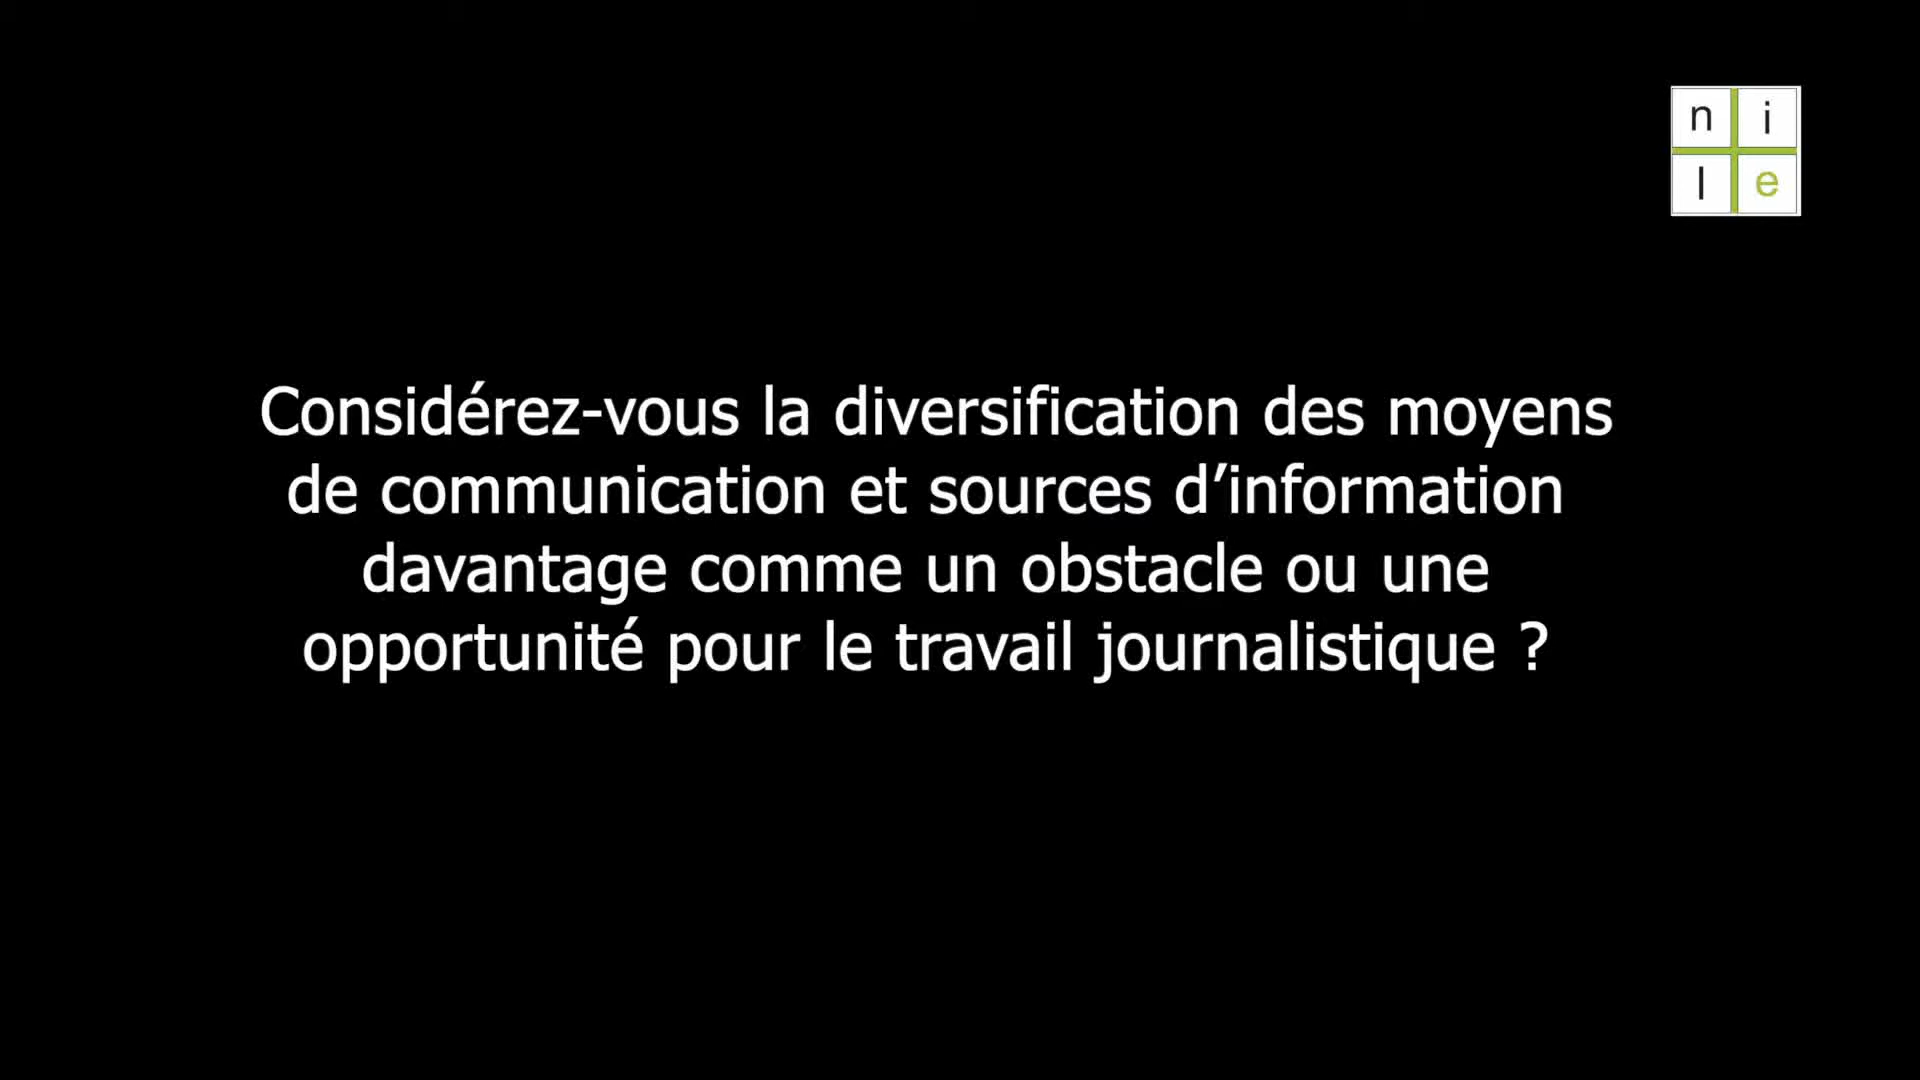 n i
l e
Considérez-vous la diversification des moyens
de communication et sources d’information
davantage comme un obstacle ou une
opportunité pour le travail journalistique ?